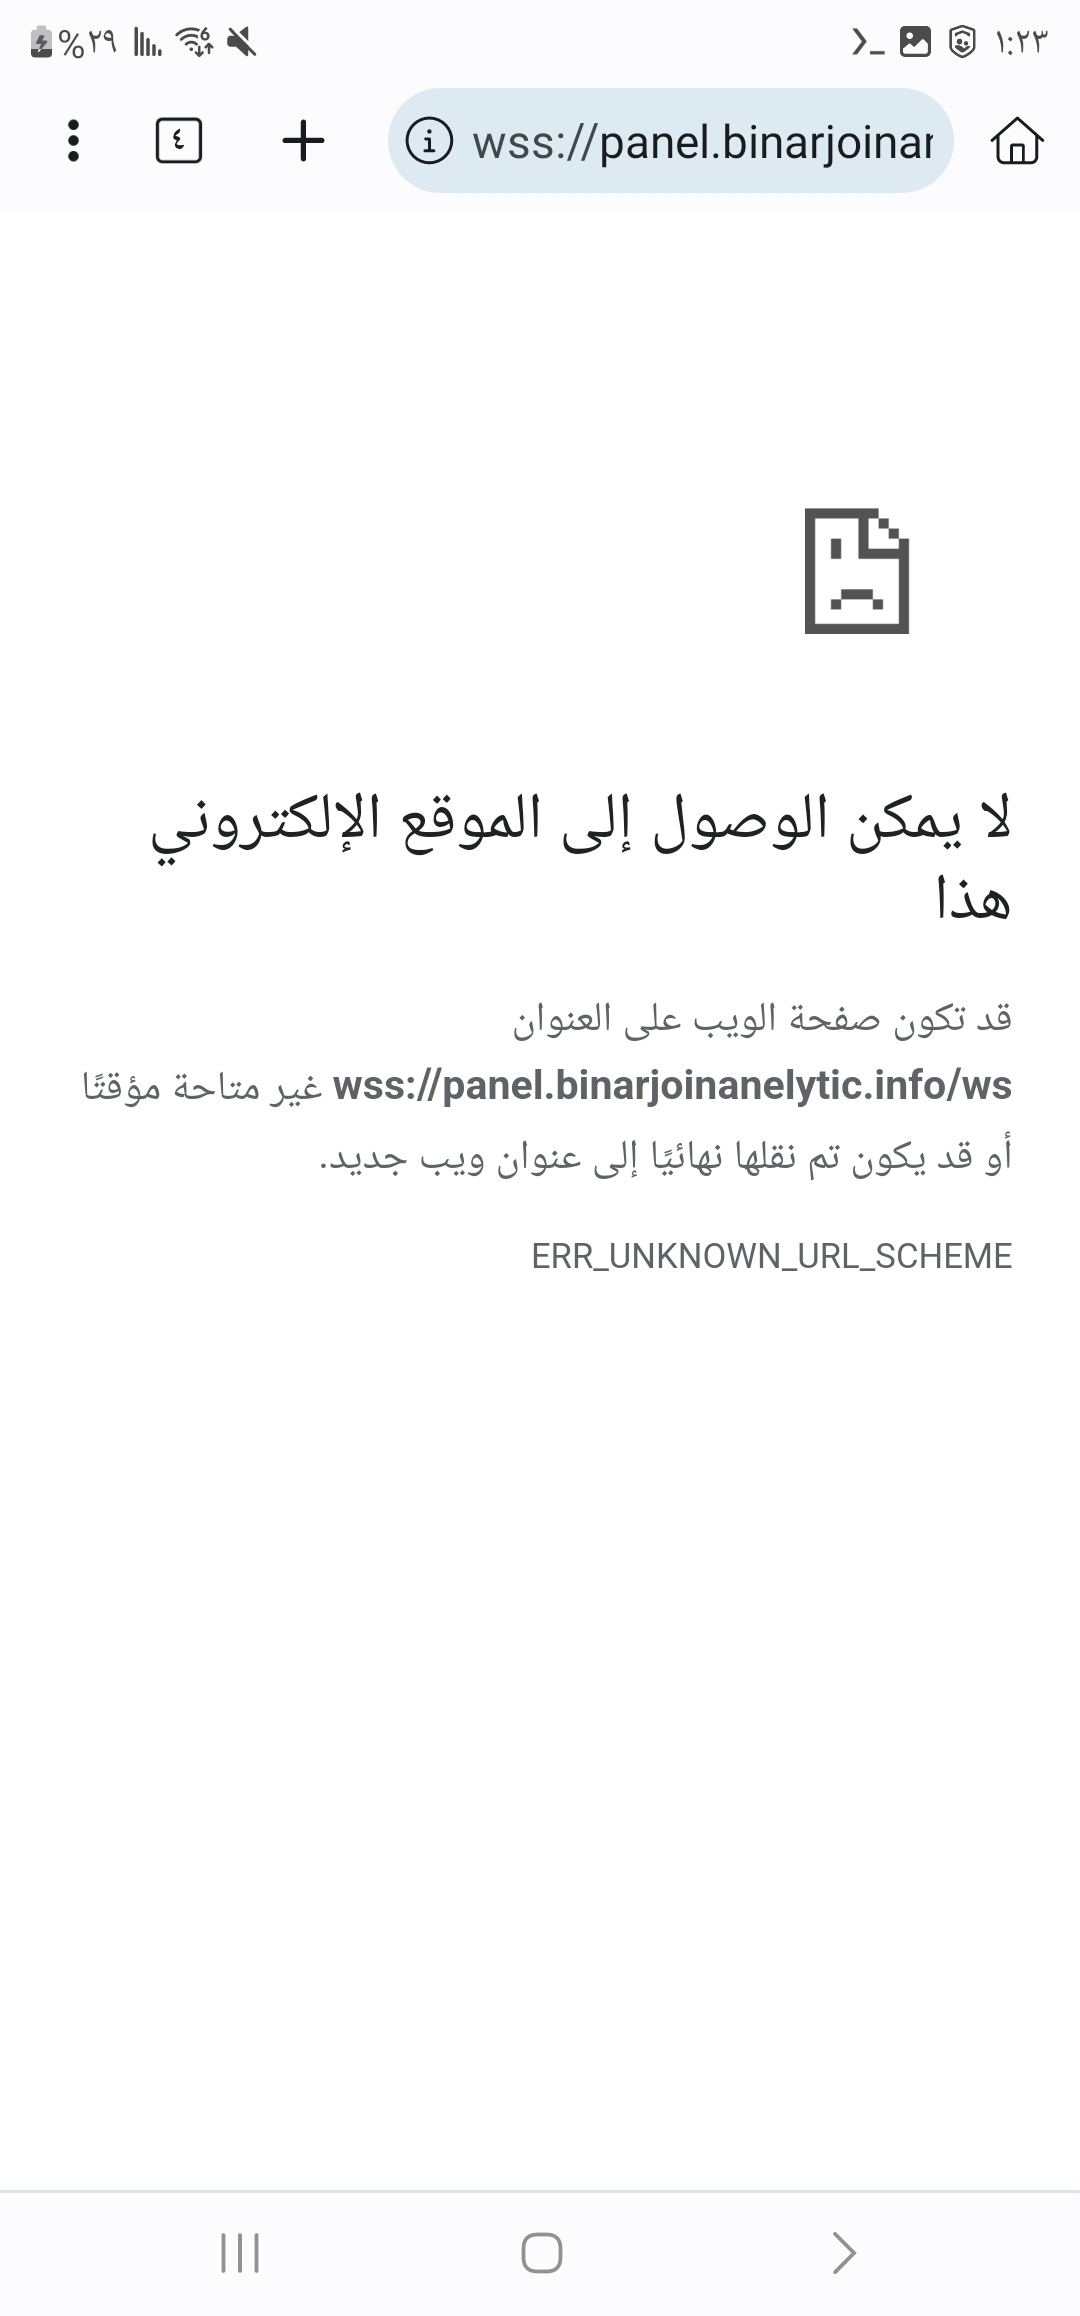 ١:٢٣
٢٩%
wss://panel.binarjoinar
٤
لا يمكن الوصول إلى الموقع الإلكتروني
هذا
قد تكون صفحة الويب على العنوان
wss://panel.binarjoinanelytic.info/ws غير متاحة مؤقتًا
أو قد يكون تم نقلها نهائيًا إلى عنوان ويب جديد.
ERR_UNKNOWN_URL_SCHEME